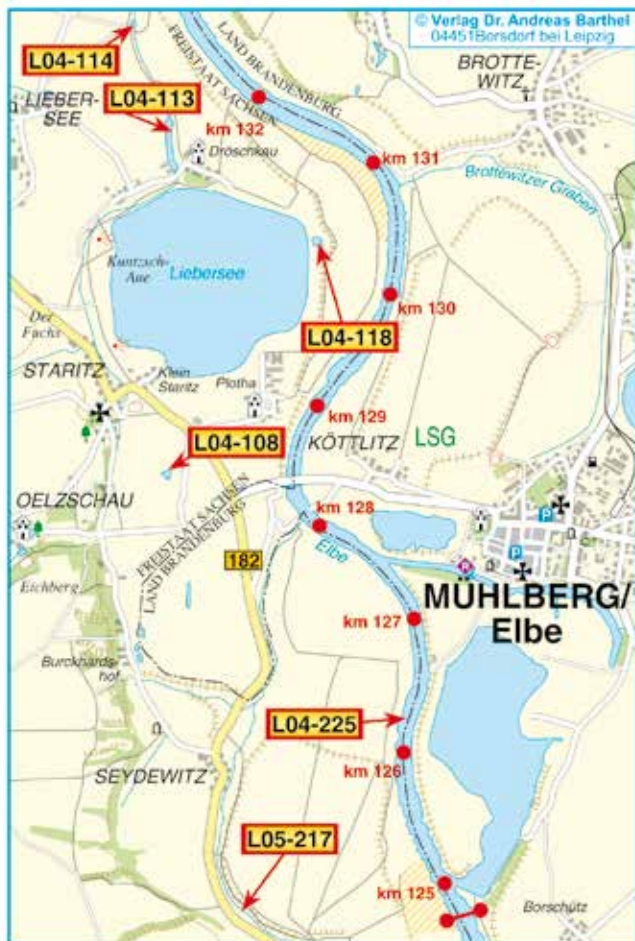 © Verlag Dr. Andreas Barthel
04451Borsdorf bei Leipzig
L04-114
LAND BRANDENBURG
FREISTAAT SACHSEN
BROTTE-
WITZ
LIEBER-
SEE
L04-113
km 132
Droschkau
km 131
Brottewitzer Graben
Kuntzsch-
Aue
Liebersee
km 130
L04-118
Der
Fuchs
STARITZ
Klein
Staritz
Plotha
km 129
KÖTTLITZ
LSG
L04-108
OELZSCHAU
FREISTAAT SACHSEN
LAND BRANDENBURG
km 128
Elbe
182
P
P
R
MÜHLBERG/
Elbe
Eichberg
km 127
Burckhards-
hof
L04-225
km 126
SEYDEWITZ
L05-217
km 125
Borschütz